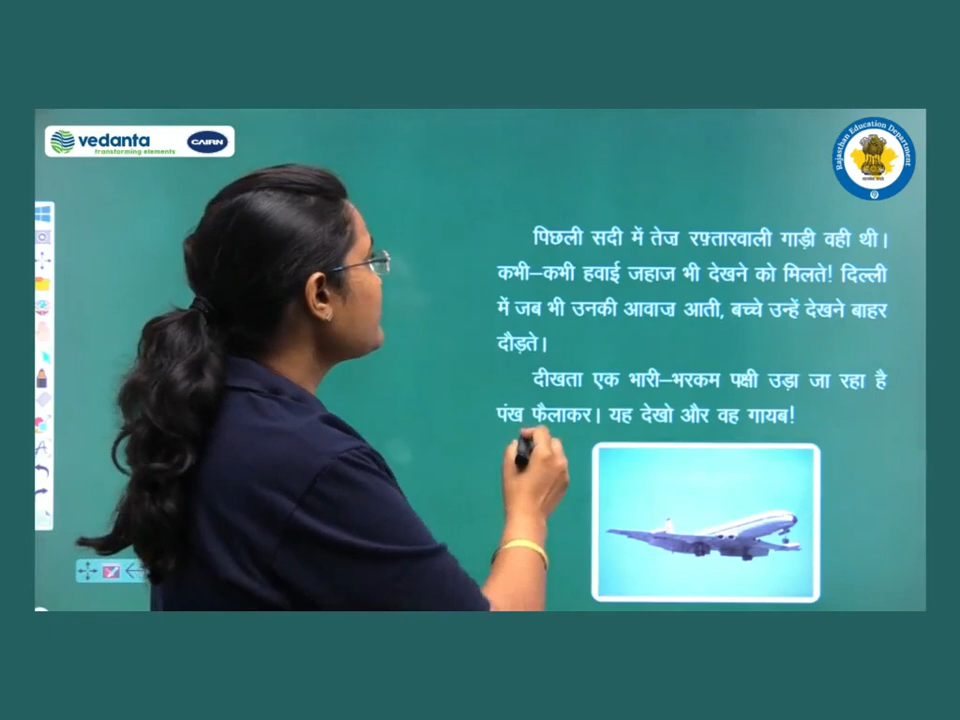 vedanta
transforming elements
CAIRN
Rajasthan Education Department
पिछली सदी में तेज रफ़्तारवाली गाड़ी वही थी।
कभी–कभी हवाई जहाज भी देखने को मिलते! दिल्ली
में जब भी उनकी आवाज आती, बच्चे उन्हें देखने बाहर
दौड़ते।
दीखता एक भारी–भरकम पक्षी उड़ा जा रहा है
पंख फैलाकर। यह देखो और वह गायब!